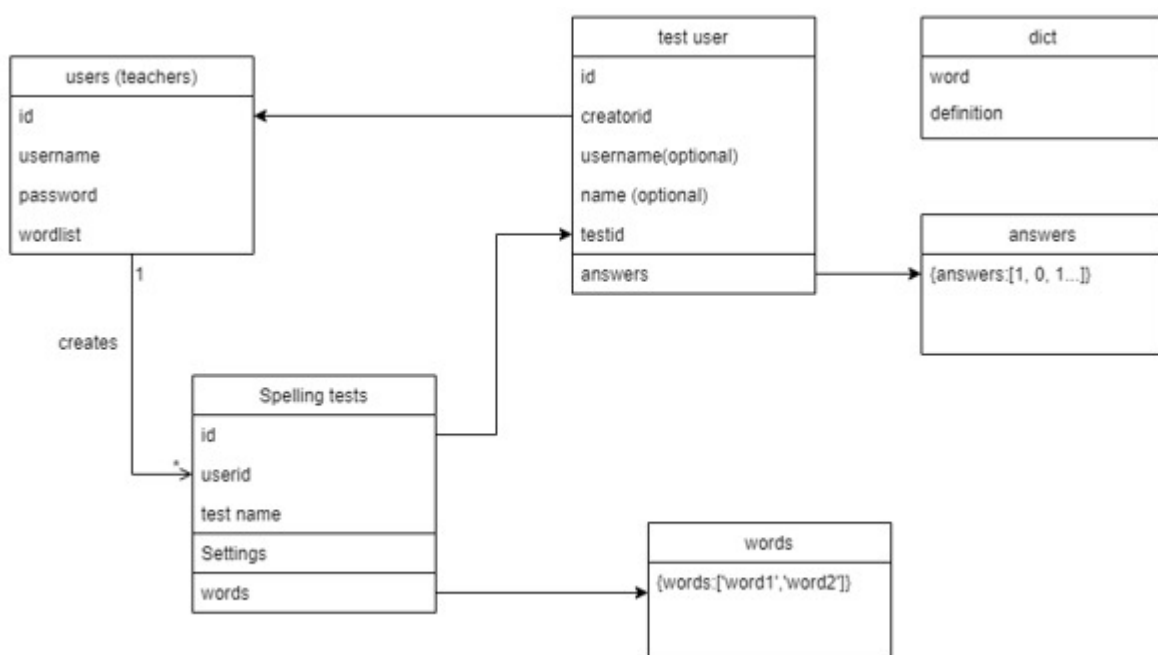 users (teachers)
id
username
password
wordlist
1
creates
*
Spelling tests
id
userid
test name
Settings
words
test user
id
creatorid
username(optional)
name (optional)
testid
answers
dict
word
definition
answers
{answers:[1, 0, 1...]}
words
{words:['word1','word2']}